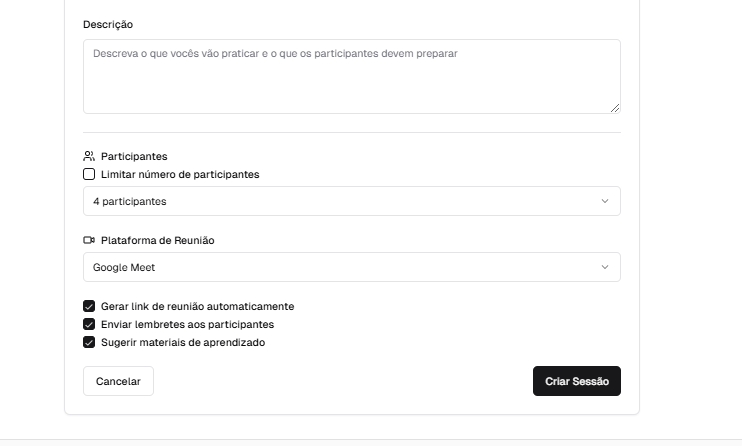 Descrição
Descreva o que vocês vão praticar e o que os participantes devem preparar
Participantes
Limitar número de participantes
4 participantes
Plataforma de Reunião
Google Meet
Gerar link de reunião automaticamente
Enviar lembretes aos participantes
Sugerir materiais de aprendizado
Cancelar
Criar Sessão